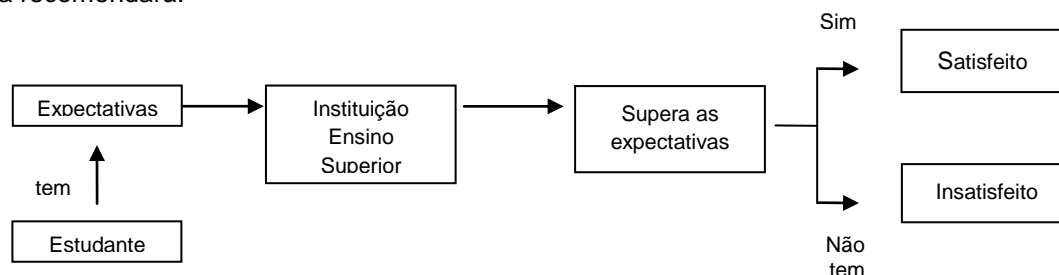 a recomendará.
Sim
Satisfeito
Expectativas
Instituição
Ensino
Superior
Supera as
expectativas
tem
Insatisfeito
Estudante
Não
tem